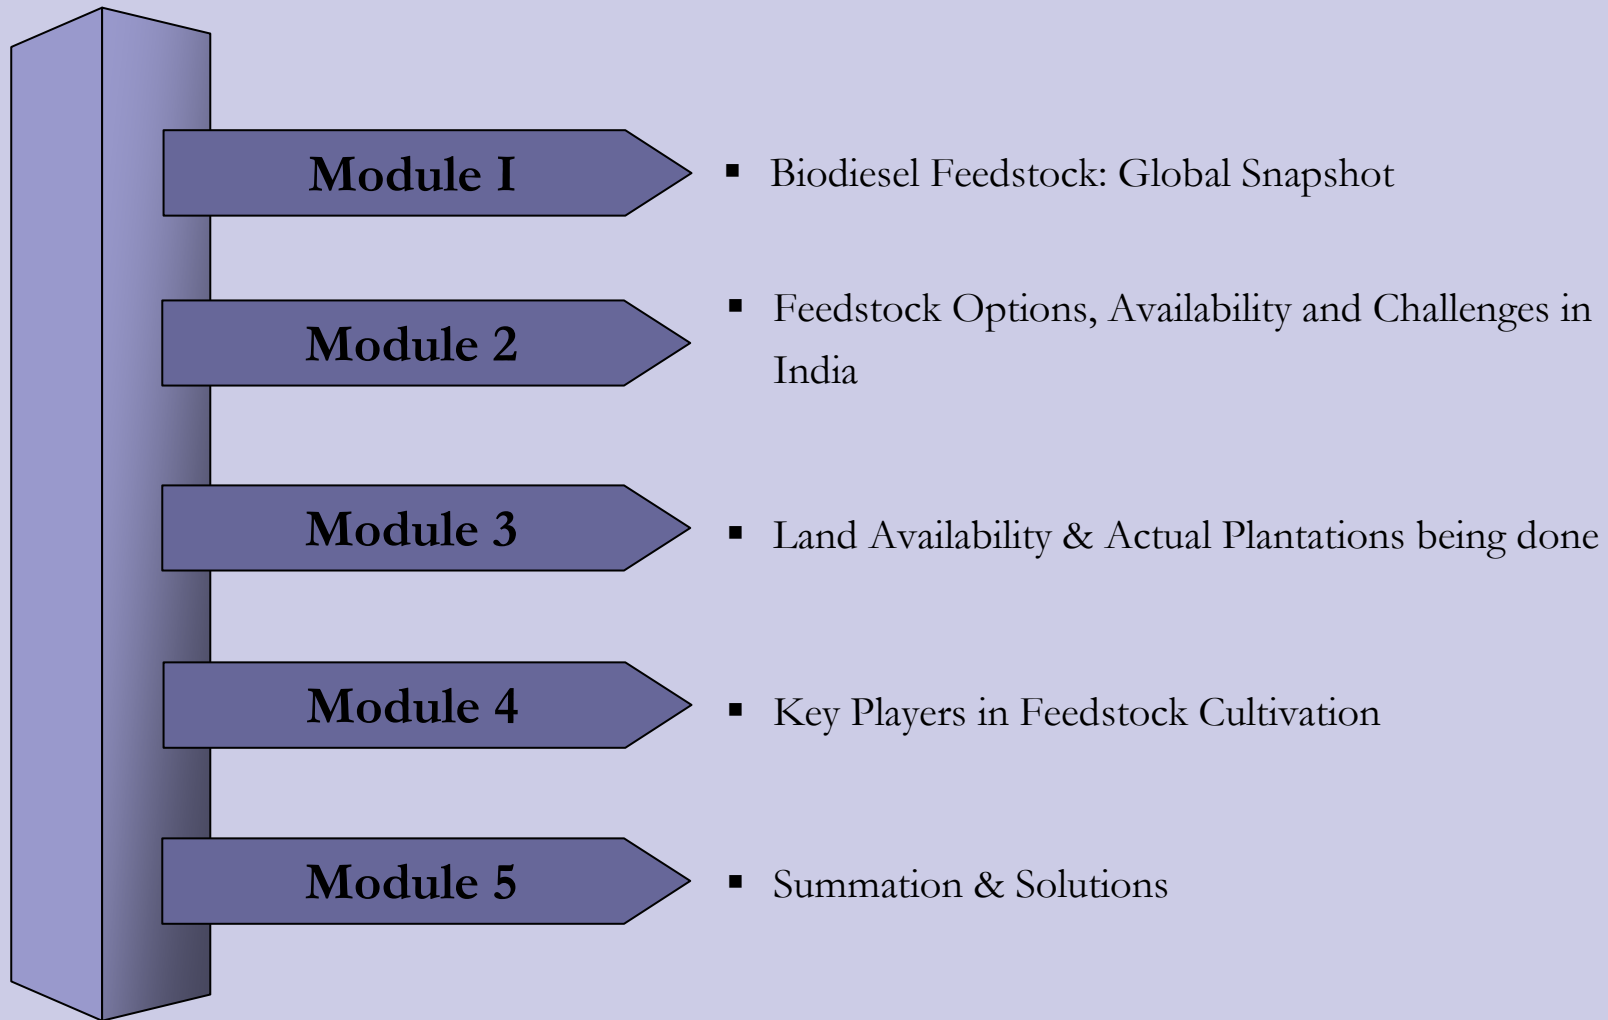 Module I
▪ Biodiesel Feedstock: Global Snapshot
Module 2
▪ Feedstock Options, Availability and Challenges in
India
Module 3
▪ Land Availability & Actual Plantations being done
Module 4
▪ Key Players in Feedstock Cultivation
Module 5
▪ Summation & Solutions